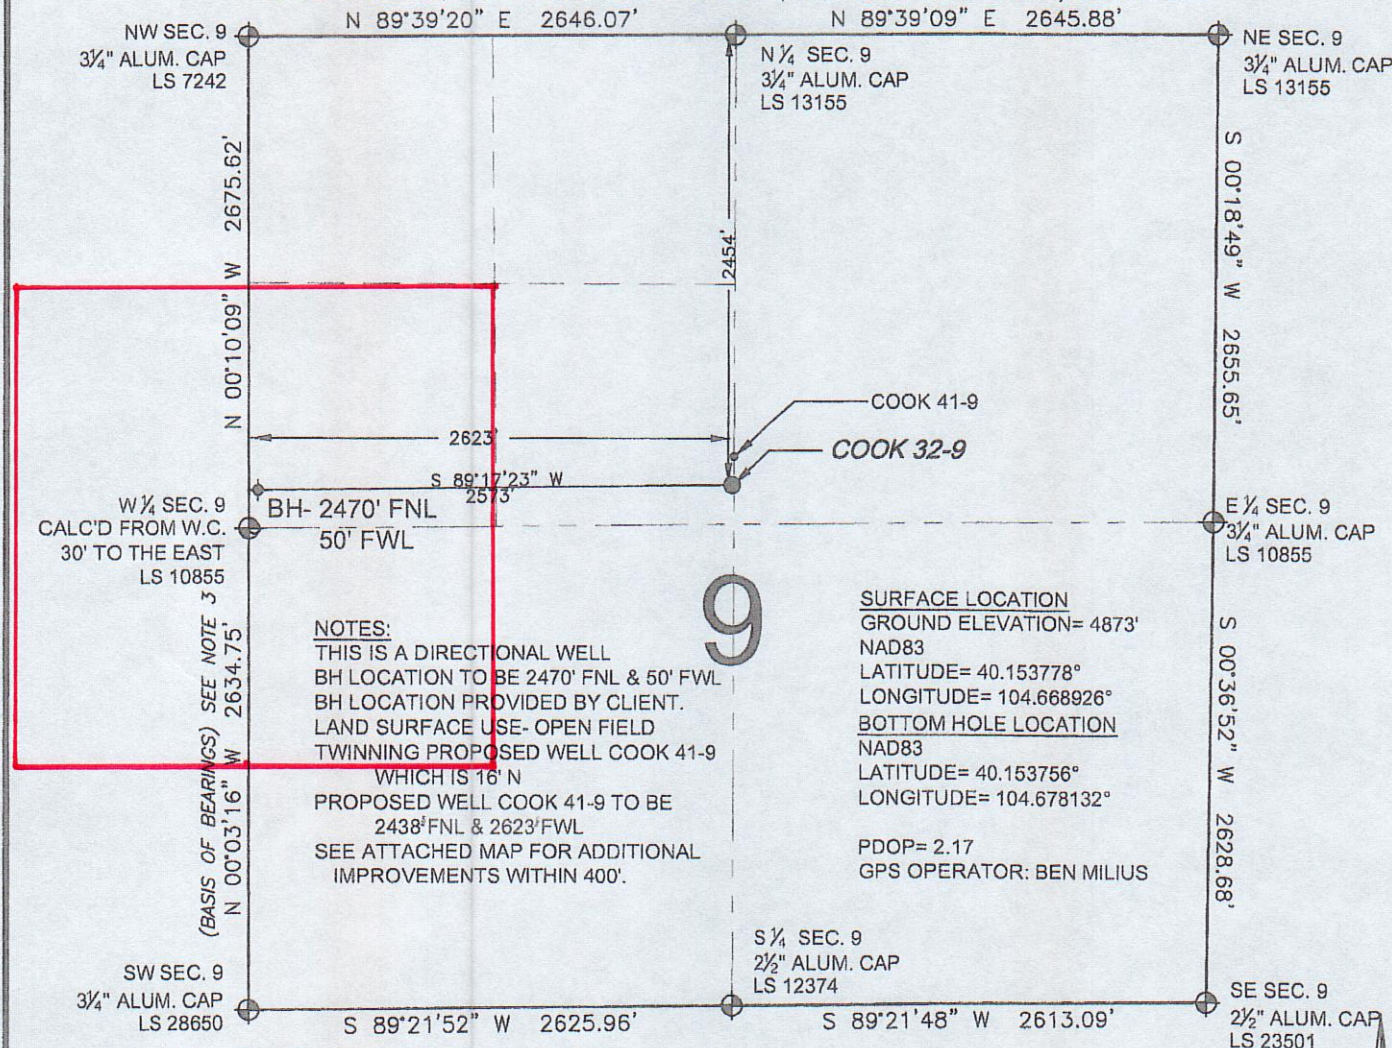 N 89°39'20" E 2646.07'
N 89°39'09" E 2645.88'
NW SEC. 9
3¼" ALUM. CAP
LS 7242
N ¼ SEC. 9
3¼" ALUM. CAP
LS 13155
NE SEC. 9
3¼" ALUM. CAP
LS 13155
N 00°10'09" W 2675.62'
2454'
S 00°18'49" W 2655.65'
COOK 41-9
2623'
COOK 32-9
S 89°17'23" W
2573'
W ¼ SEC. 9
CALC'D FROM W.C.
30' TO THE EAST
LS 10855
BH- 2470' FNL
50' FWL
E ¼ SEC. 9
3¼" ALUM. CAP
LS 10855
9
(BASIS OF BEARINGS) SEE NOTE 3
N 00°03'16" W 2634.75'
NOTES:
THIS IS A DIRECTIONAL WELL
BH LOCATION TO BE 2470' FNL & 50' FWL
BH LOCATION PROVIDED BY CLIENT.
LAND SURFACE USE- OPEN FIELD
TWINNING PROPOSED WELL COOK 41-9
WHICH IS 16' N
PROPOSED WELL COOK 41-9 TO BE
2438' FNL & 2623' FWL
SEE ATTACHED MAP FOR ADDITIONAL
IMPROVEMENTS WITHIN 400'.
SURFACE LOCATION
GROUND ELEVATION= 4873'
NAD83
LATITUDE= 40.153778°
LONGITUDE= 104.668926°
BOTTOM HOLE LOCATION
NAD83
LATITUDE= 40.153756°
LONGITUDE= 104.678132°
PDOP= 2.17
GPS OPERATOR: BEN MILIUS
S 00°36'52" W 2628.68'
SW SEC. 9
3¼" ALUM. CAP
LS 28650
S ¼ SEC. 9
2½" ALUM. CAP
LS 12374
SE SEC. 9
2½" ALUM. CAP
LS 23501
S 89°21'52" W 2625.96'
S 89°21'48" W 2613.09'